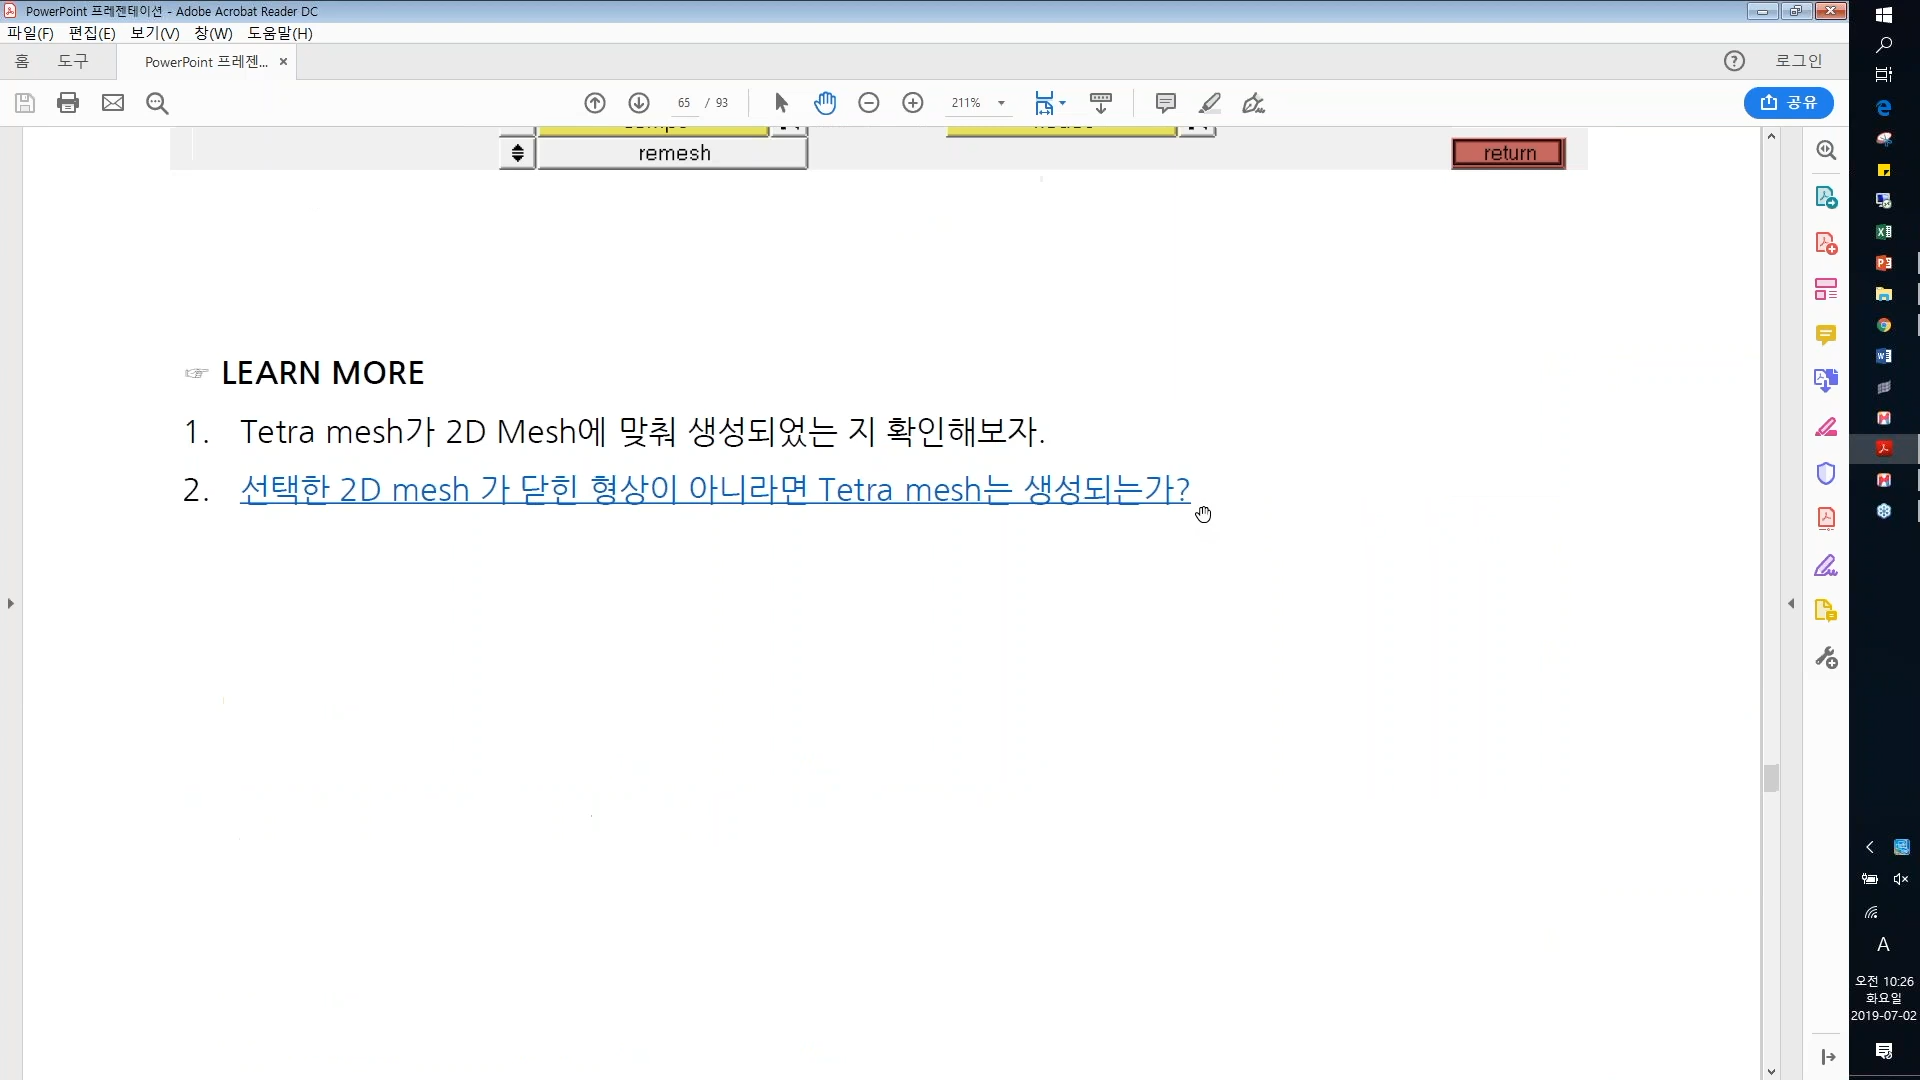 PowerPoint 프레젠테이션 - Adobe Acrobat Reader DC
파일(F) 편집(E) 보기(V) 창(W) 도움말(H)
홈 도구 PowerPoint 프레젠... × 로그인
65 / 93 211% 공유
remesh return
LEARN MORE
1. Tetra mesh가 2D Mesh에 맞춰 생성되었는 지 확인해보자.
2. 선택한 2D mesh 가 닫힌 형상이 아니라면 Tetra mesh는 생성되는가?
A
오전 10:26
화요일
2019-07-02